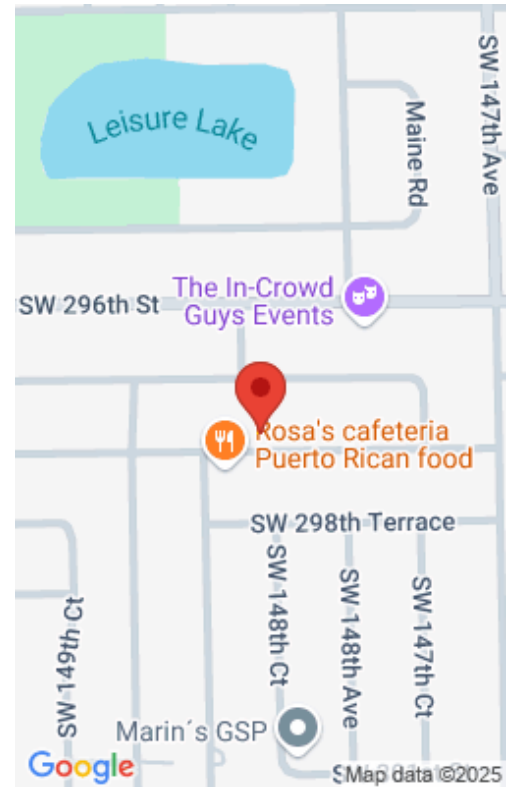 Leisure Lake
SW 147th Ave
Maine Rd
SW 296th St
The In-Crowd
Guys Events
Rosa's cafeteria
Puerto Rican food
SW 298th Terrace
SW 148th Ct
SW 148th Ave
SW 147th Ct
SW 149th Ct
Marin´s GSP
Google
Map data ©2025